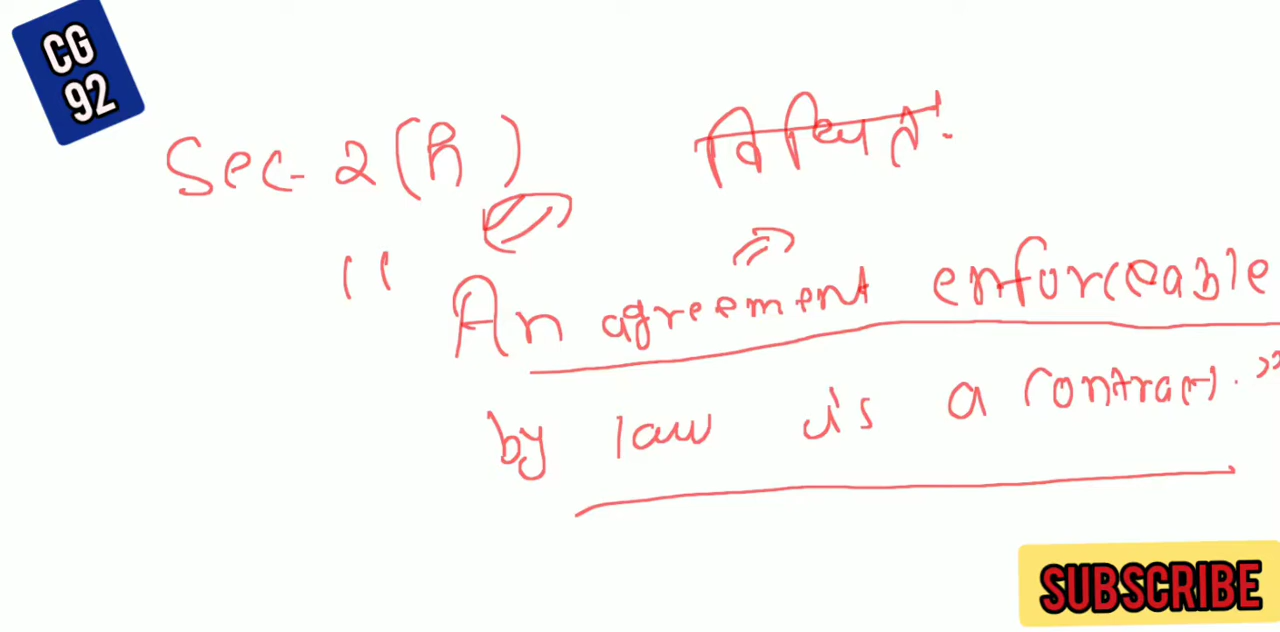 CG
92
Sec- 2 (h)
"An agreement enforceable
by law is a contract."
SUBSCRIBE